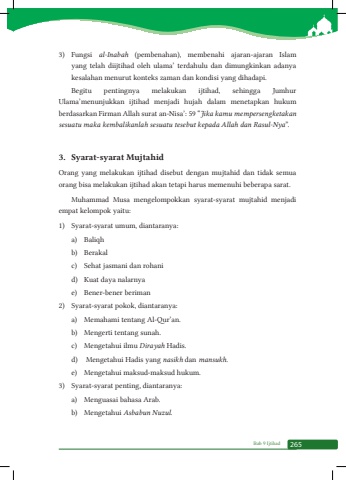 3) Fungsi al-Inabah (pembenahan), membenahi ajaran-ajaran Islam
yang telah diijtihad oleh ulama' terdahulu dan dimungkinkan adanya
kesalahan menurut konteks zaman dan kondisi yang dihadapi.
Begitu pentingnya melakukan ijtihad, sehingga Jumhur
Ulama'menunjukkan ijtihad menjadi hujah dalam menetapkan hukum
berdasarkan Firman Allah surat an-Nisa': 59 "Jika kamu mempersengketakan
sesuatu maka kembalikanlah sesuatu tesebut kepada Allah dan Rasul-Nya".
3. Syarat-syarat Mujtahid
Orang yang melakukan ijtihad disebut dengan mujtahid dan tidak semua
orang bisa melakukan ijtihad akan tetapi harus memenuhi beberapa sarat.
Muhammad Musa mengelompokkan syarat-syarat mujtahid menjadi
empat kelompok yaitu:
1) Syarat-syarat umum, diantaranya:
a) Baliqh
b) Berakal
c) Sehat jasmani dan rohani
d) Kuat daya nalarnya
e) Bener-bener beriman
2) Syarat-syarat pokok, diantaranya:
a) Memahami tentang Al-Qur'an.
b) Mengerti tentang sunah.
c) Mengetahui ilmu Dirayah Hadis.
d) Mengetahui Hadis yang nasikh dan mansukh.
e) Mengetahui maksud-maksud hukum.
3) Syarat-syarat penting, diantaranya:
a) Menguasai bahasa Arab.
b) Mengetahui Asbabun Nuzul.
Bab 9 Ijtihad 265